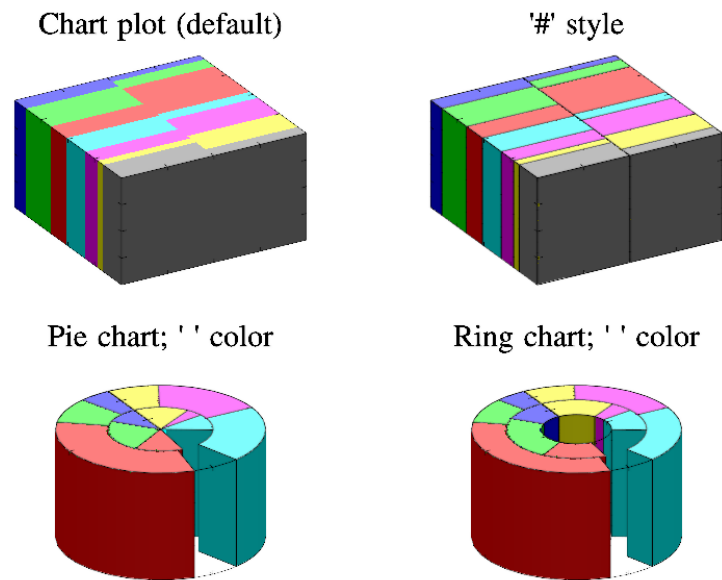 Chart plot (default)
'#' style
Pie chart; ' ' color
Ring chart; ' ' color